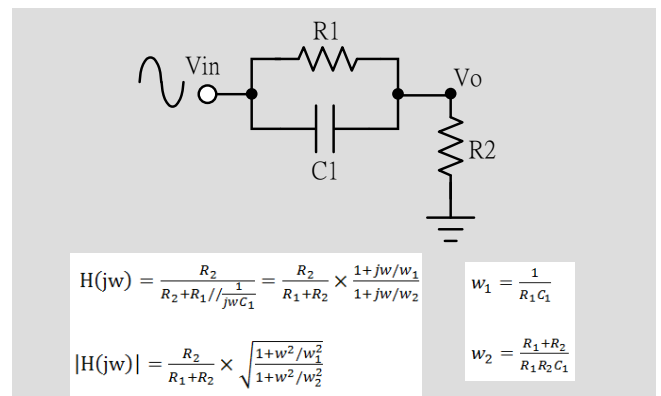 R1
Vin
Vo
C1
R2
H(jw) = R₂/(R₂+R₁//(1/jwC₁)) = R₂/(R₁+R₂) × (1+jw/w₁)/(1+jw/w₂)
w₁ = 1/(R₁C₁)
|H(jw)| = R₂/(R₁+R₂) × √((1+w²/w₁²)/(1+w²/w₂²))
w₂ = (R₁+R₂)/(R₁R₂C₁)